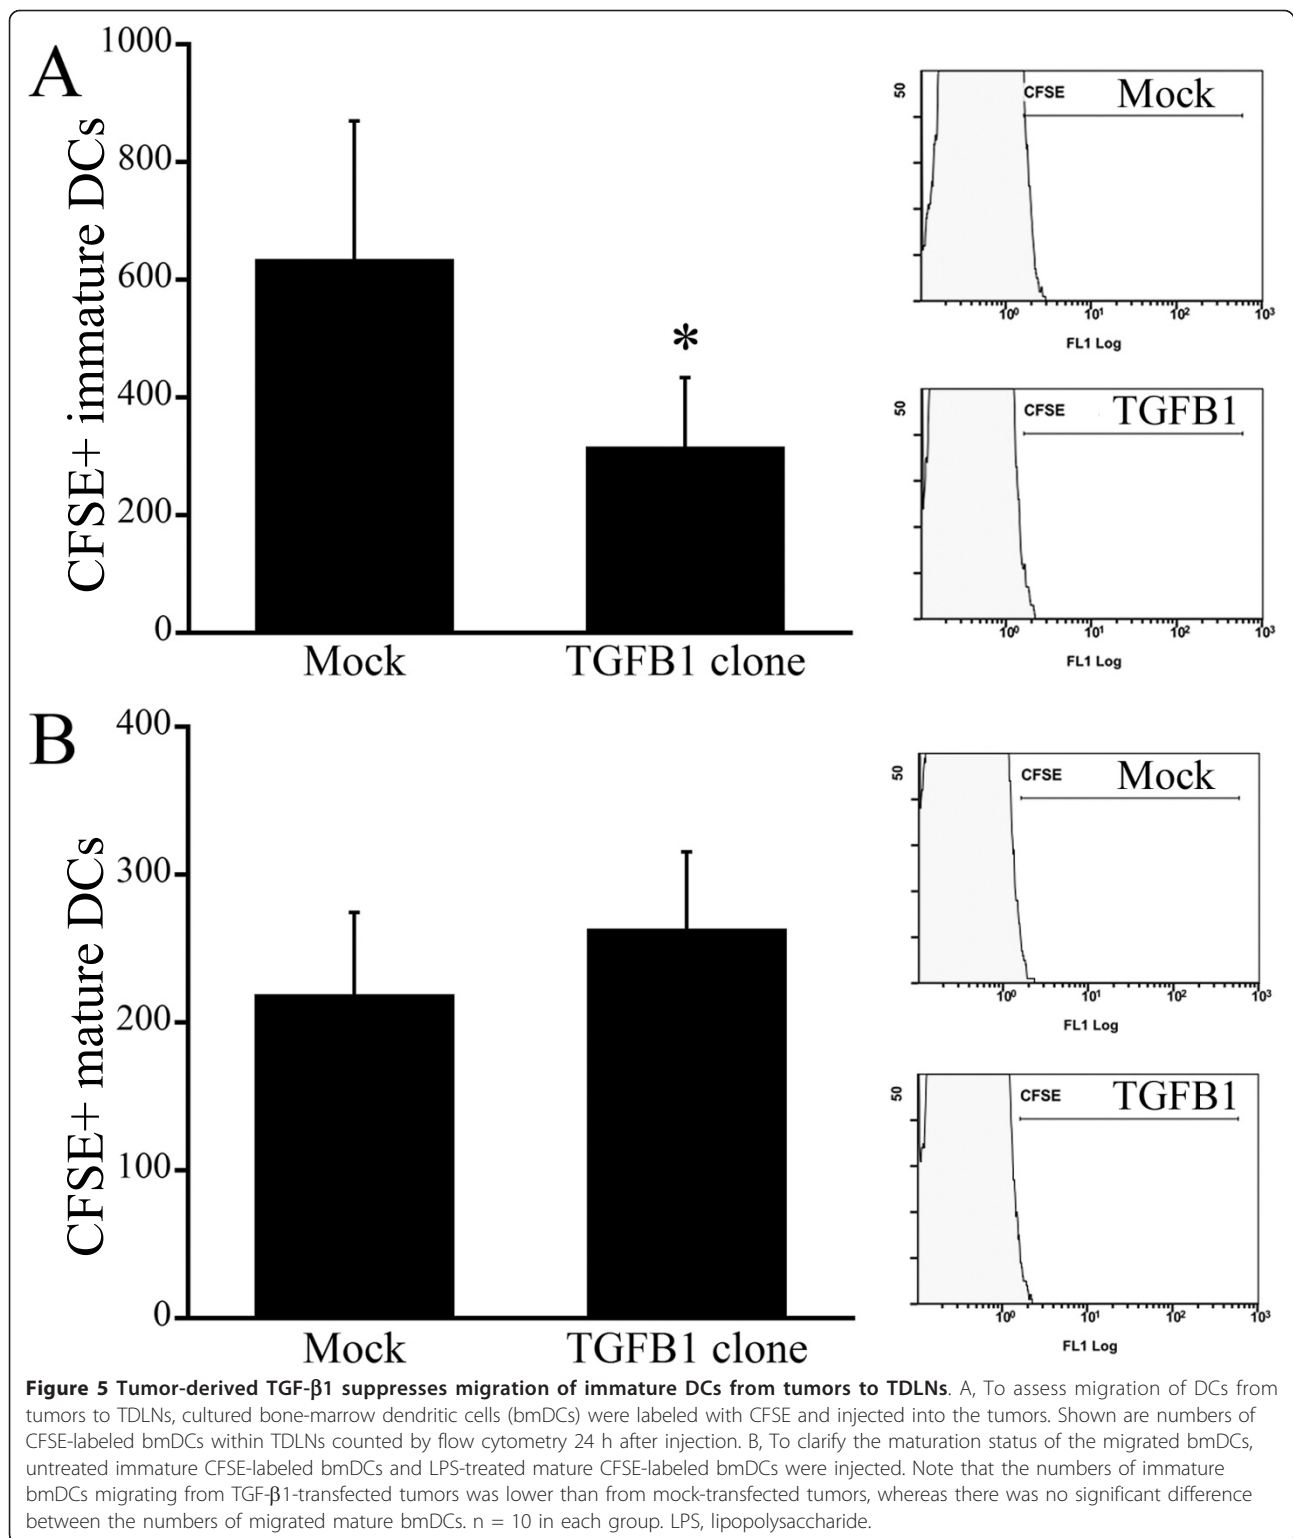 A
1000
800
600
400
200
0
CFSE+ immature DCs
*
Mock
TGFB1 clone
50
CFSE
Mock
10⁰ 10¹ 10² 10³
FL1 Log
50
CFSE
TGFB1
10⁰ 10¹ 10² 10³
FL1 Log
B
400
300
200
100
0
CFSE+ mature DCs
Mock
TGFB1 clone
50
CFSE
Mock
10⁰ 10¹ 10² 10³
FL1 Log
50
CFSE
TGFB1
10⁰ 10¹ 10² 10³
FL1 Log
Figure 5 Tumor-derived TGF-β1 suppresses migration of immature DCs from tumors to TDLNs. A, To assess migration of DCs from
tumors to TDLNs, cultured bone-marrow dendritic cells (bmDCs) were labeled with CFSE and injected into the tumors. Shown are numbers of
CFSE-labeled bmDCs within TDLNs counted by flow cytometry 24 h after injection. B, To clarify the maturation status of the migrated bmDCs,
untreated immature CFSE-labeled bmDCs and LPS-treated mature CFSE-labeled bmDCs were injected. Note that the numbers of immature
bmDCs migrating from TGF-β1-transfected tumors was lower than from mock-transfected tumors, whereas there was no significant difference
between the numbers of migrated mature bmDCs. n = 10 in each group. LPS, lipopolysaccharide.